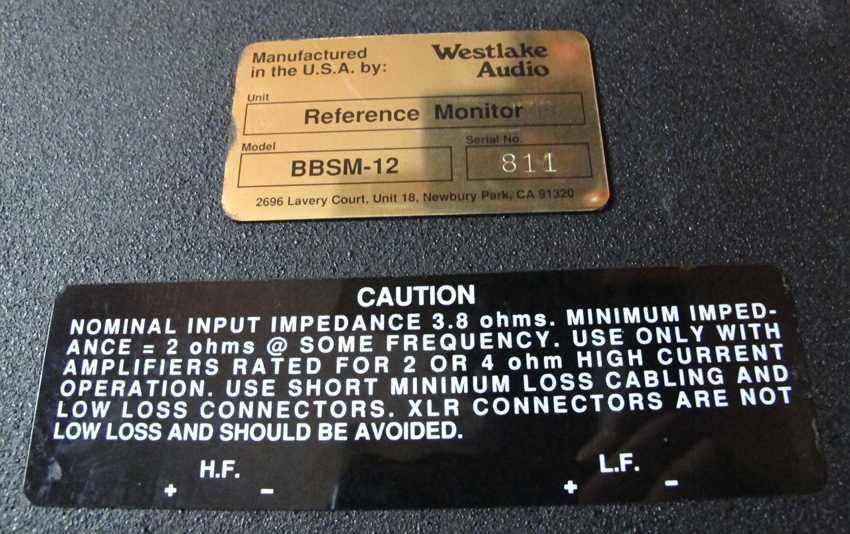 Manufactured
in the U.S.A. by:
Westlake
Audio
Unit
Reference Monitor
Model
BBSM-12
Serial No.
811
2696 Lavery Court, Unit 18, Newbury Park, CA 91320
CAUTION
NOMINAL INPUT IMPEDANCE 3.8 ohms. MINIMUM IMPED-
ANCE = 2 ohms @ SOME FREQUENCY. USE ONLY WITH
AMPLIFIERS RATED FOR 2 OR 4 ohm HIGH CURRENT
OPERATION. USE SHORT MINIMUM LOSS CABLING AND
LOW LOSS CONNECTORS. XLR CONNECTORS ARE NOT
LOW LOSS AND SHOULD BE AVOIDED.
H.F. L.F.
+ − + −